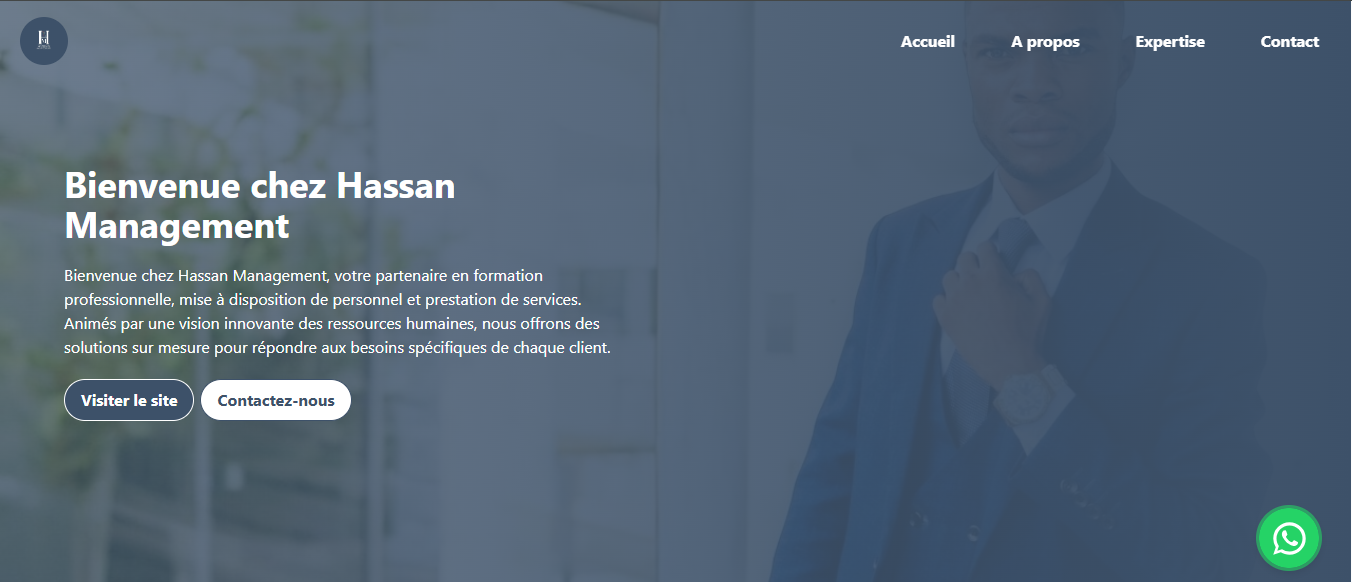 Accueil
A propos
Expertise
Contact
Bienvenue chez Hassan
Management
Bienvenue chez Hassan Management, votre partenaire en formation
professionnelle, mise à disposition de personnel et prestation de services.
Animés par une vision innovante des ressources humaines, nous offrons des
solutions sur mesure pour répondre aux besoins spécifiques de chaque client.
Visiter le site
Contactez-nous